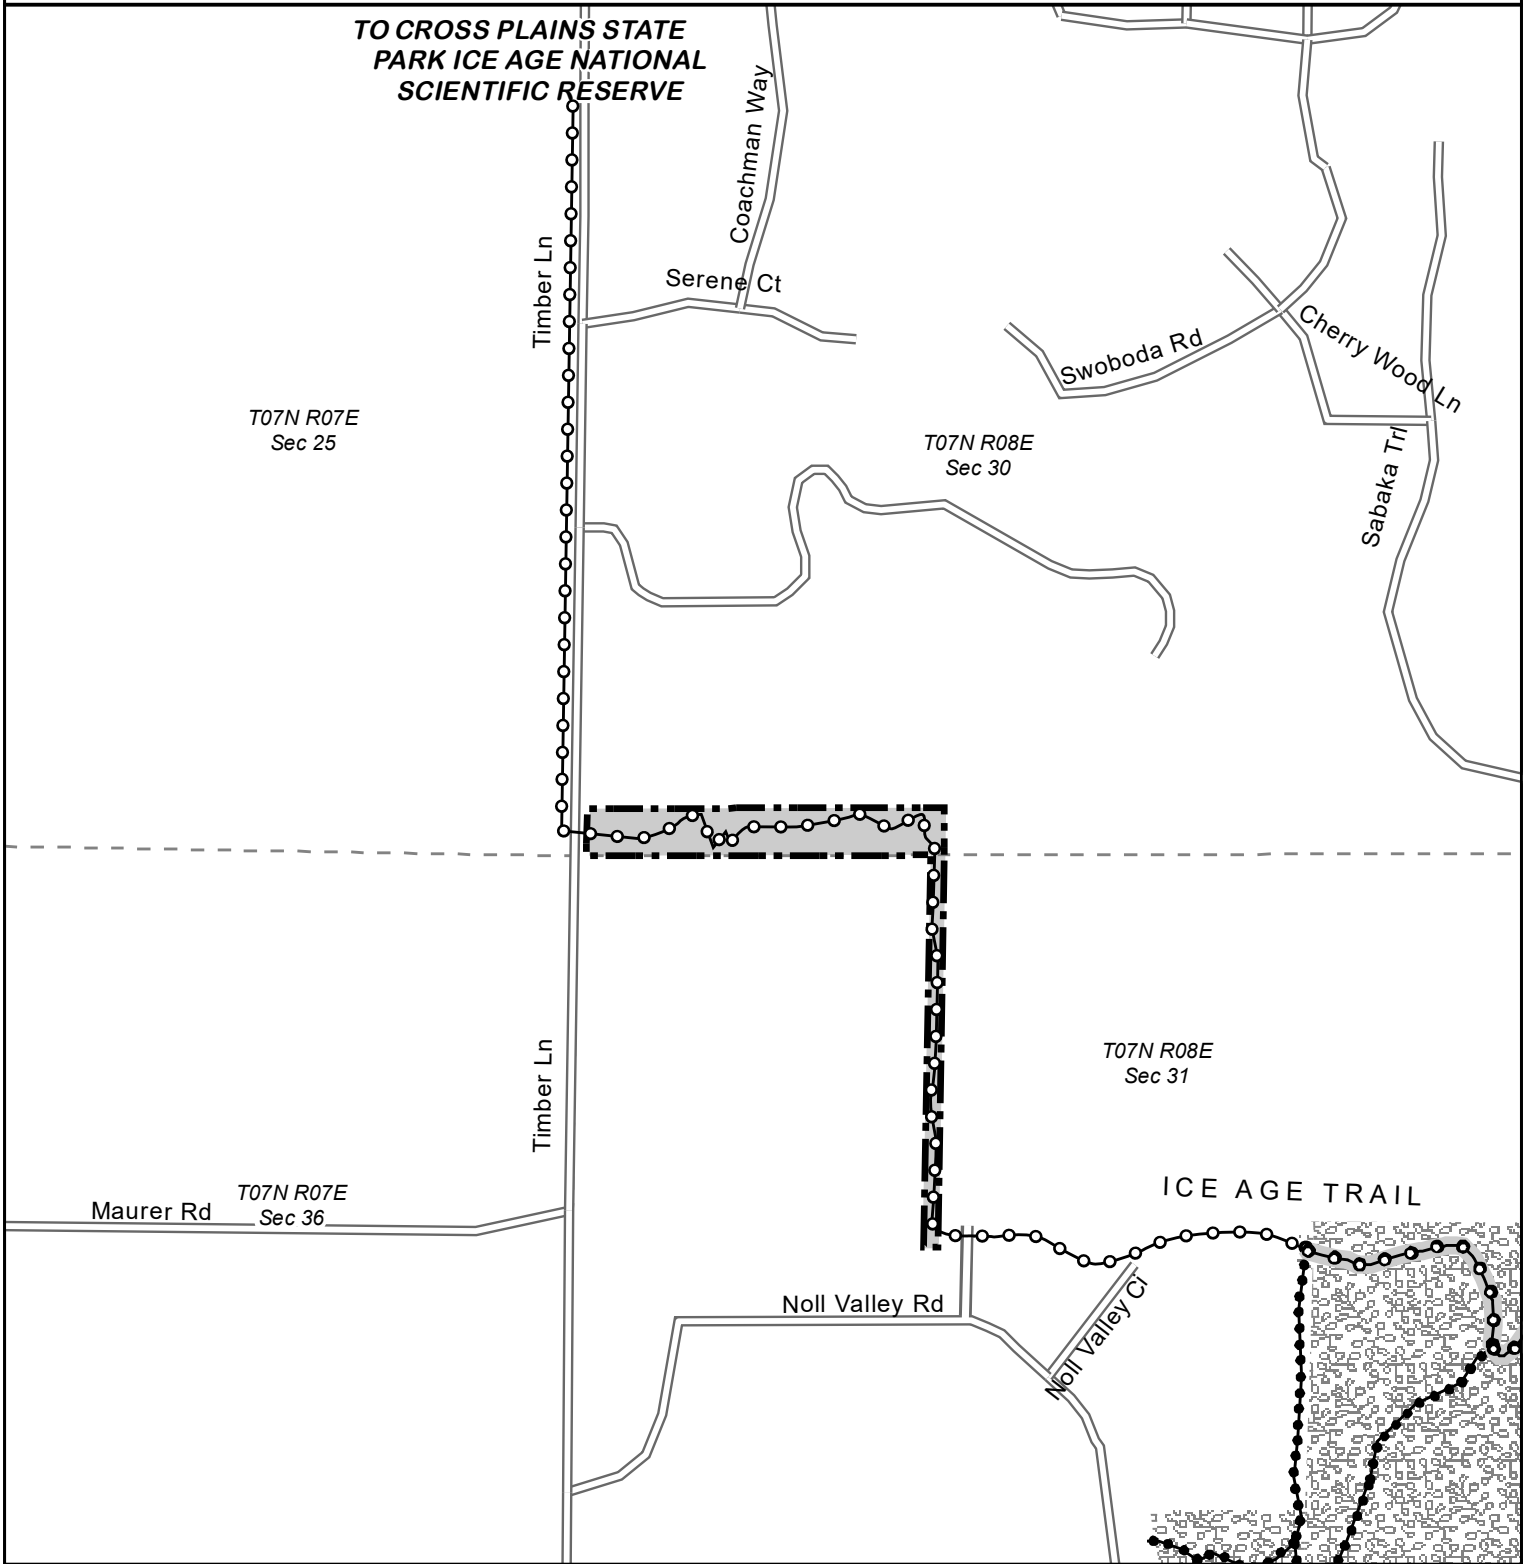 TO CROSS PLAINS STATE
PARK ICE AGE NATIONAL
SCIENTIFIC RESERVE
Coachman Way
Timber Ln
Serene Ct
Swoboda Rd
Cherry Wood Ln
Sabaka Trl
T07N R07E
Sec 25
T07N R08E
Sec 30
Timber Ln
T07N R08E
Sec 31
Maurer Rd
T07N R07E
Sec 36
ICE AGE TRAIL
Noll Valley Rd
Noll Valley Ci